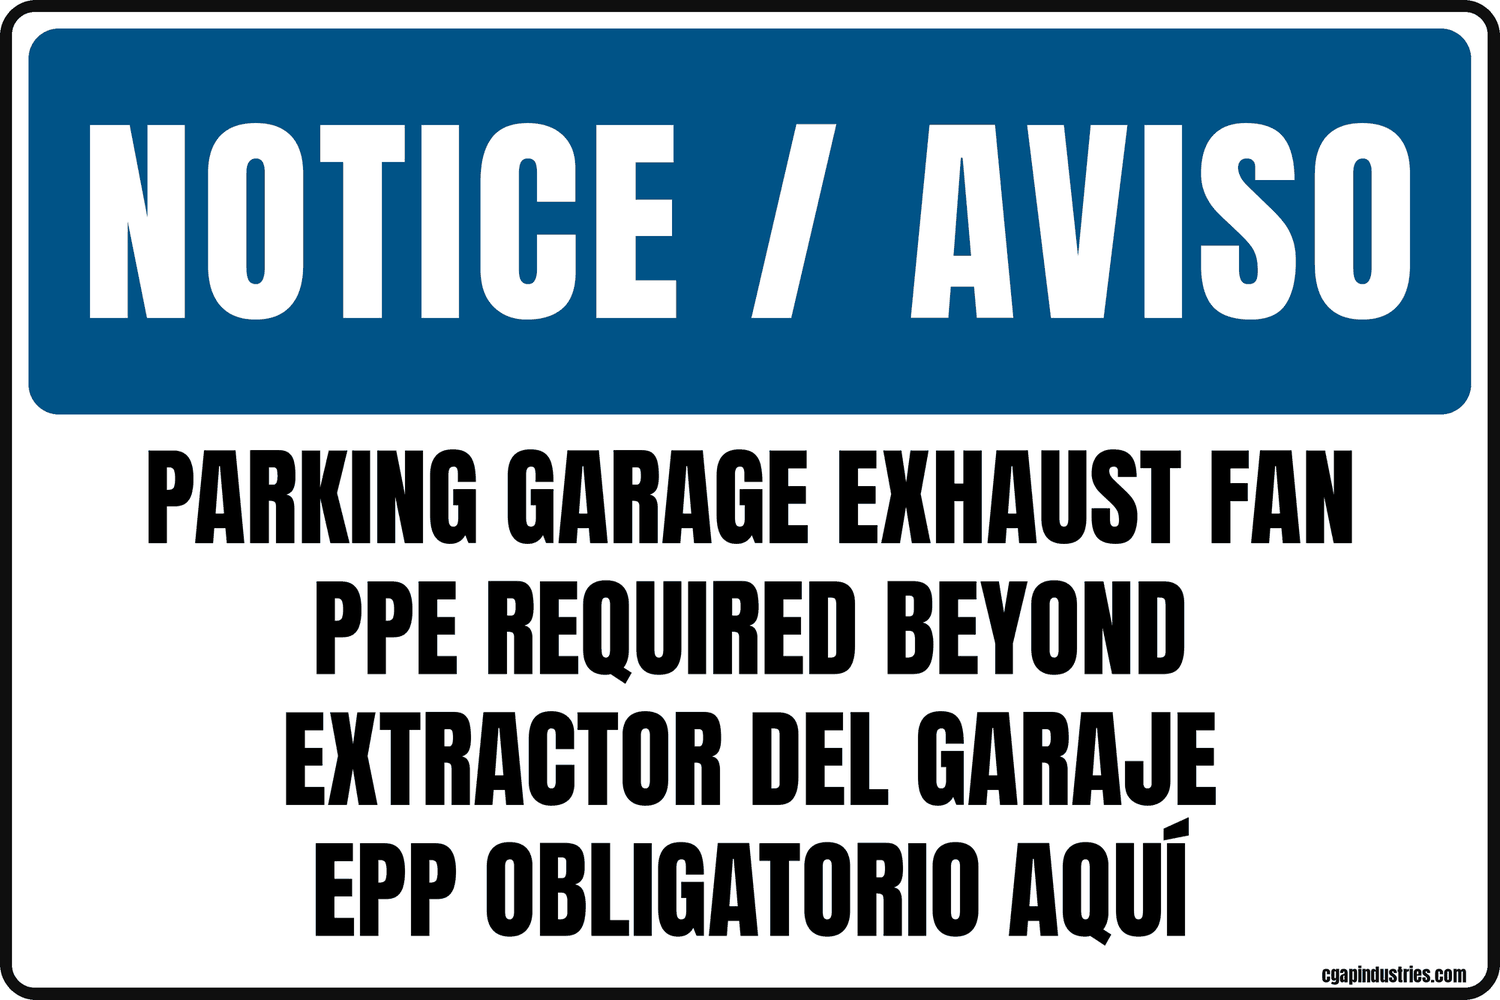 NOTICE / AVISO
PARKING GARAGE EXHAUST FAN
PPE REQUIRED BEYOND
EXTRACTOR DEL GARAJE
EPP OBLIGATORIO AQUÍ
cgapindustries.com